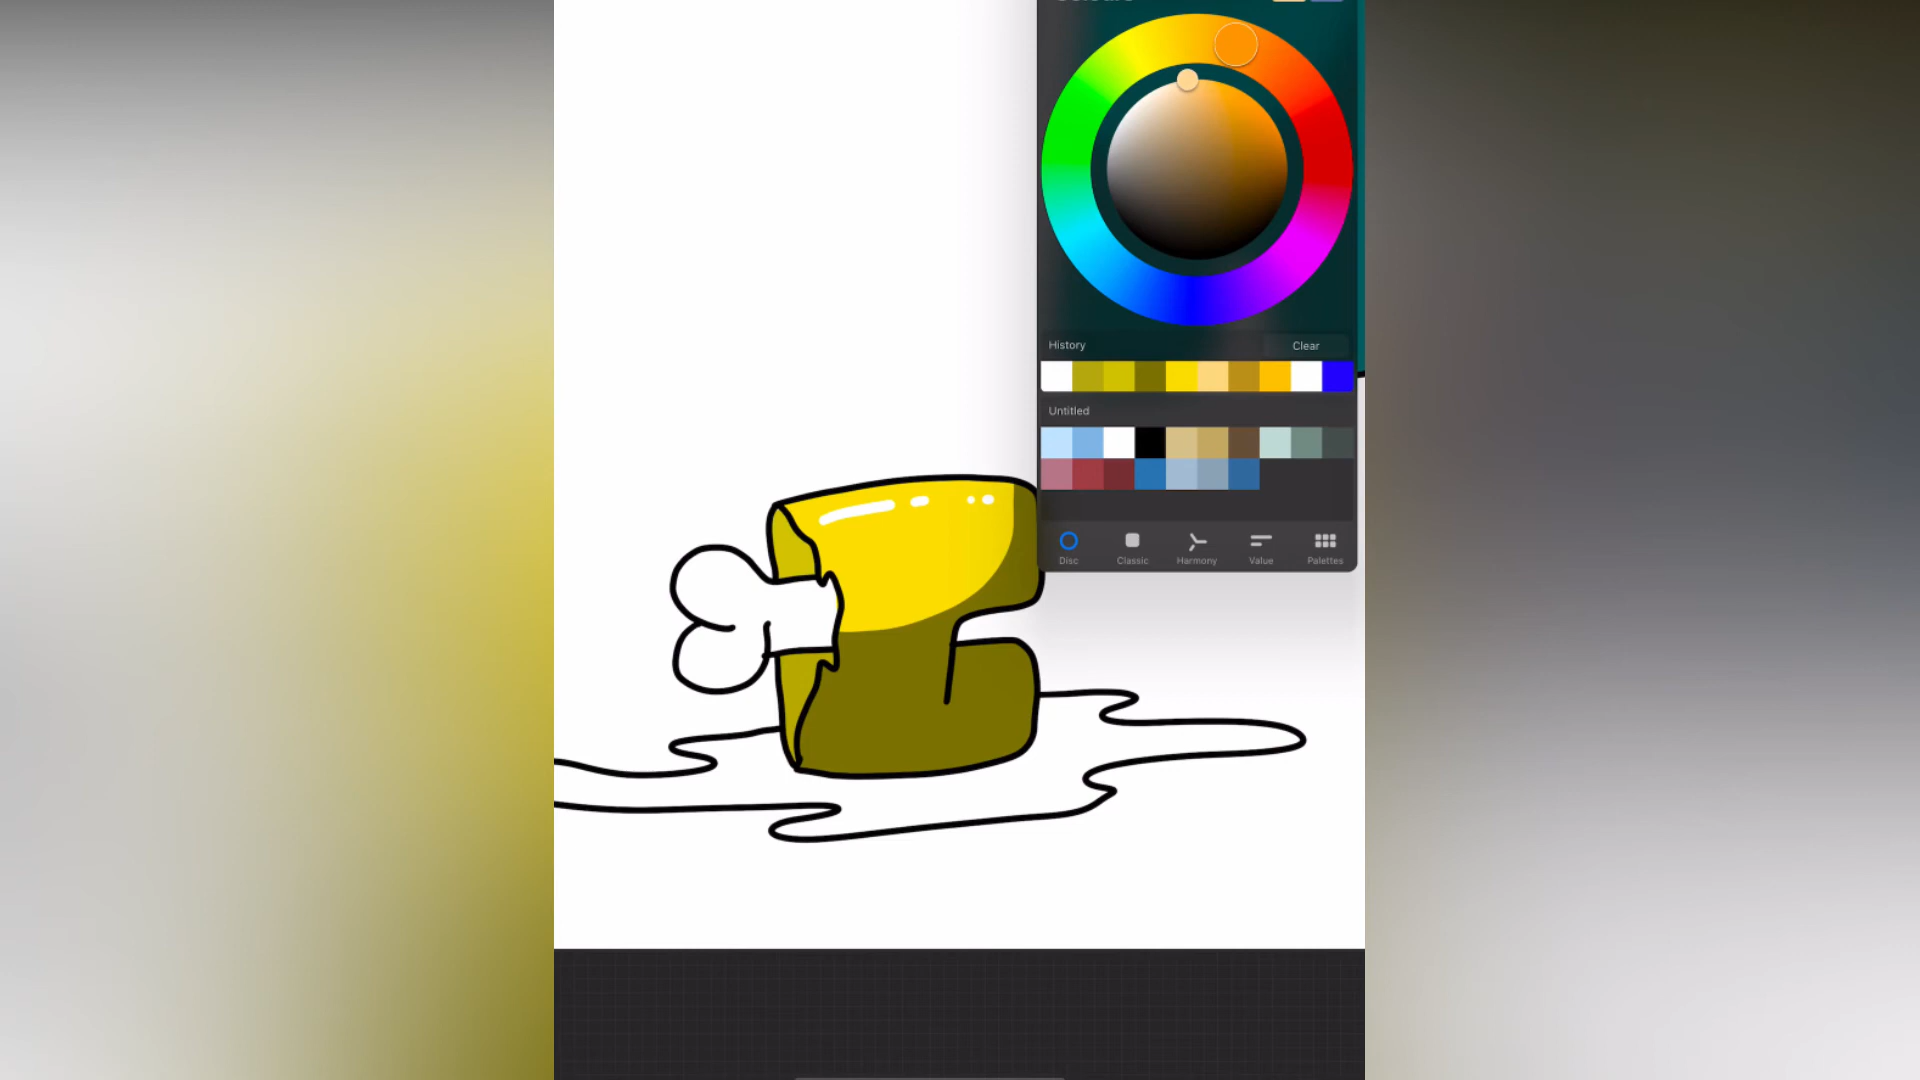 History
Clear
Untitled
Disc
Classic
Harmony
Value
Palettes